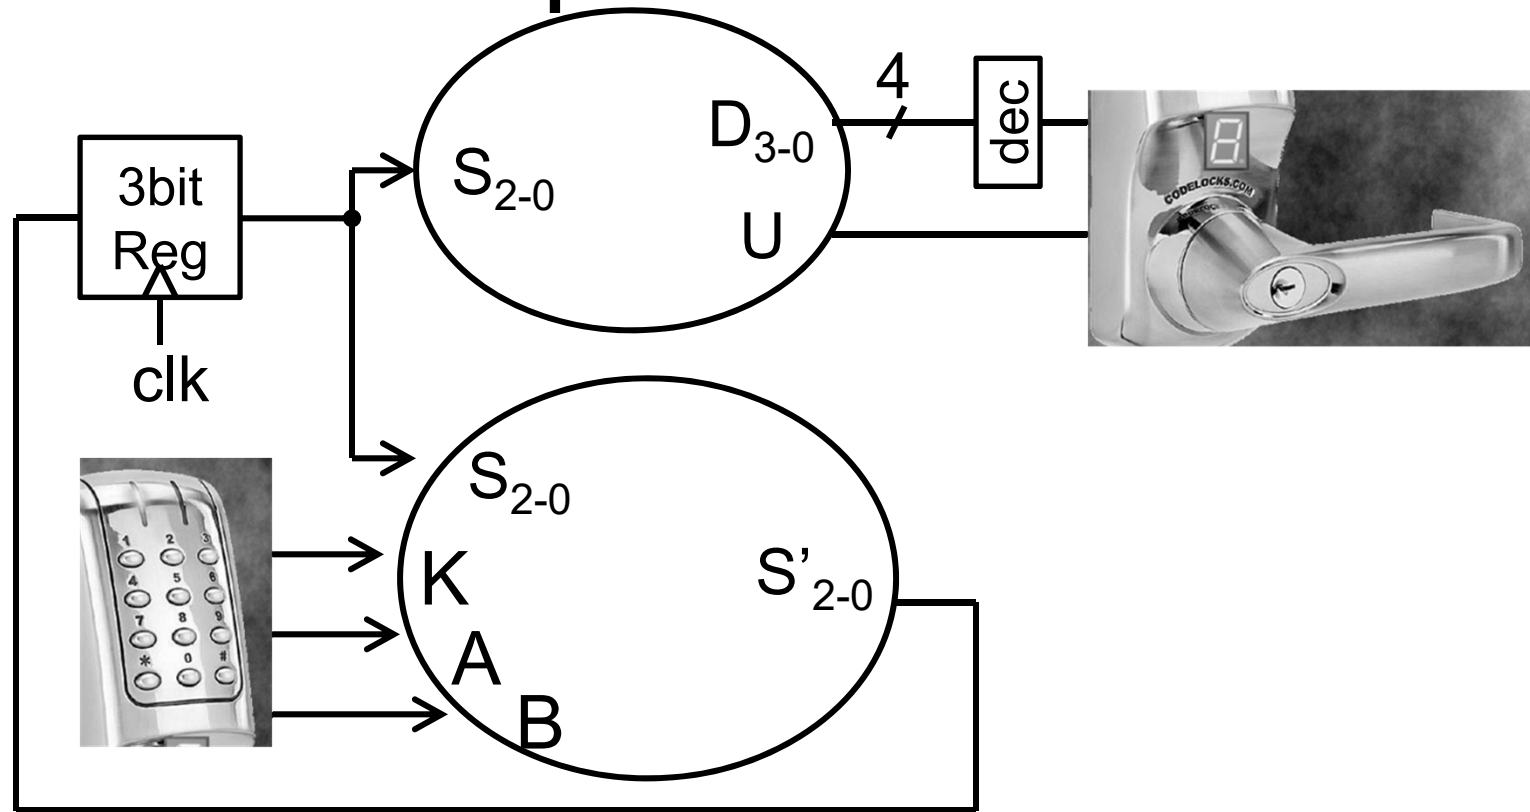 4
dec
D3-0
S2-0
U
3bit
Reg
clk
CODELOCKS.COM
8
S2-0
K
A
B
S’2-0
1 2 3
4 5 6
7 8 9
* 0 #